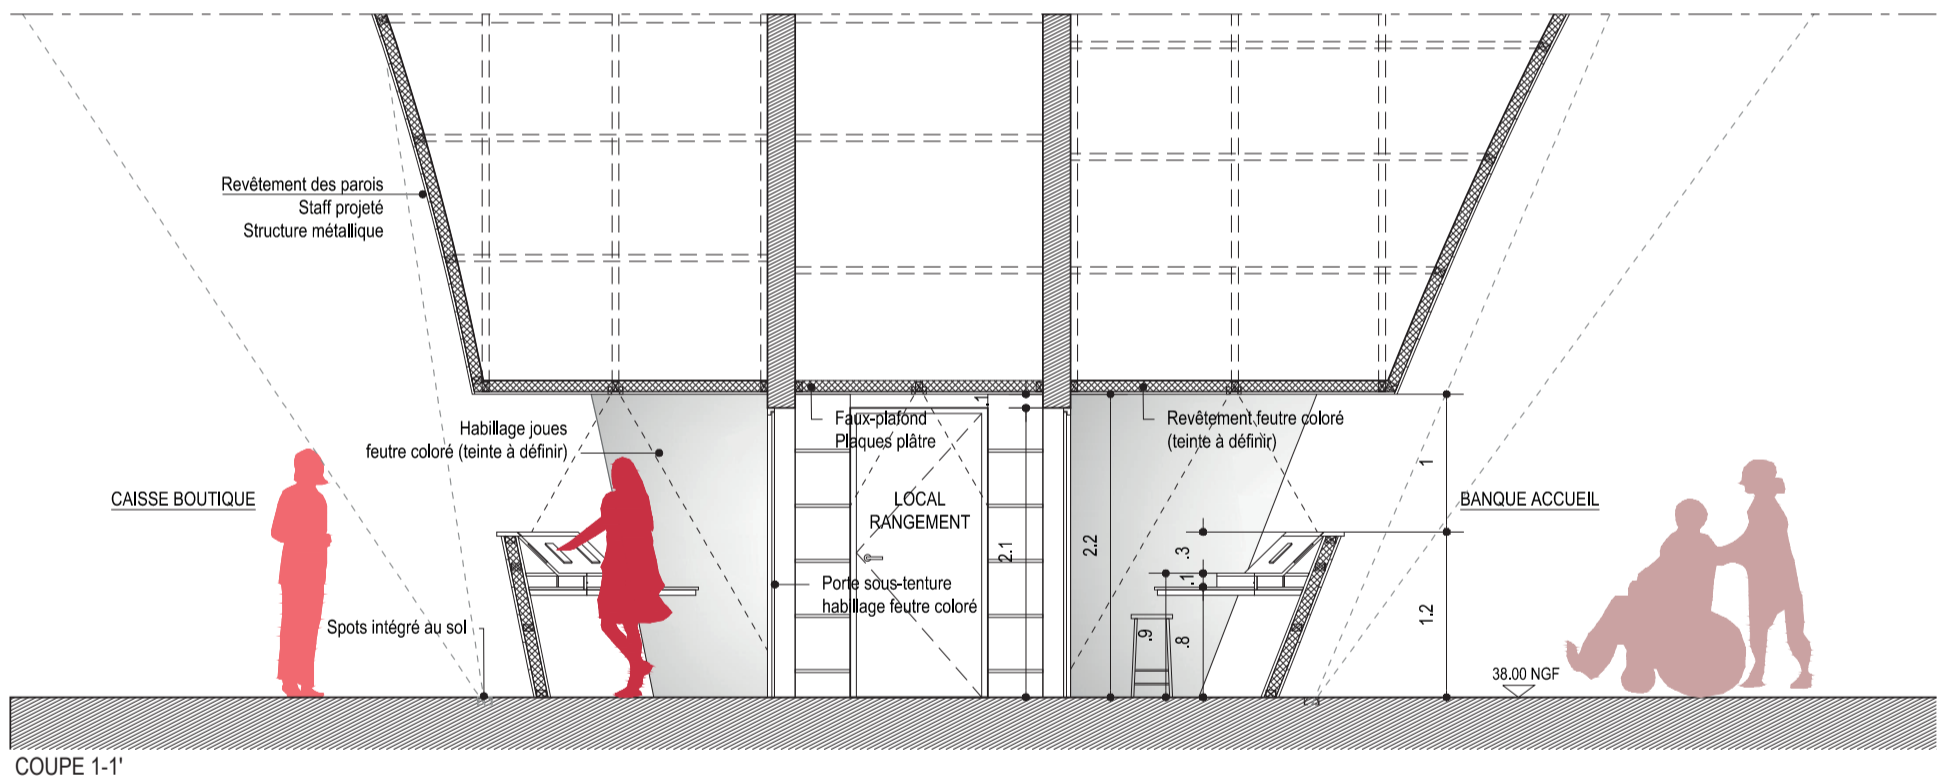 Revêtement des parois
Staff projeté
Structure métallique
Habillage joues
feutre coloré (teinte à définir)
CAISSE BOUTIQUE
Spots intégré au sol
.1
Faux-plafond
Plaques plâtre
LOCAL
RANGEMENT
2.1
Porte sous-tenture
habillage feutre coloré
2.2
Revêtement feutre coloré
(teinte à définir)
.3
.1
.9
.8
1
1.2
BANQUE ACCUEIL
38.00 NGF
COUPE 1-1'